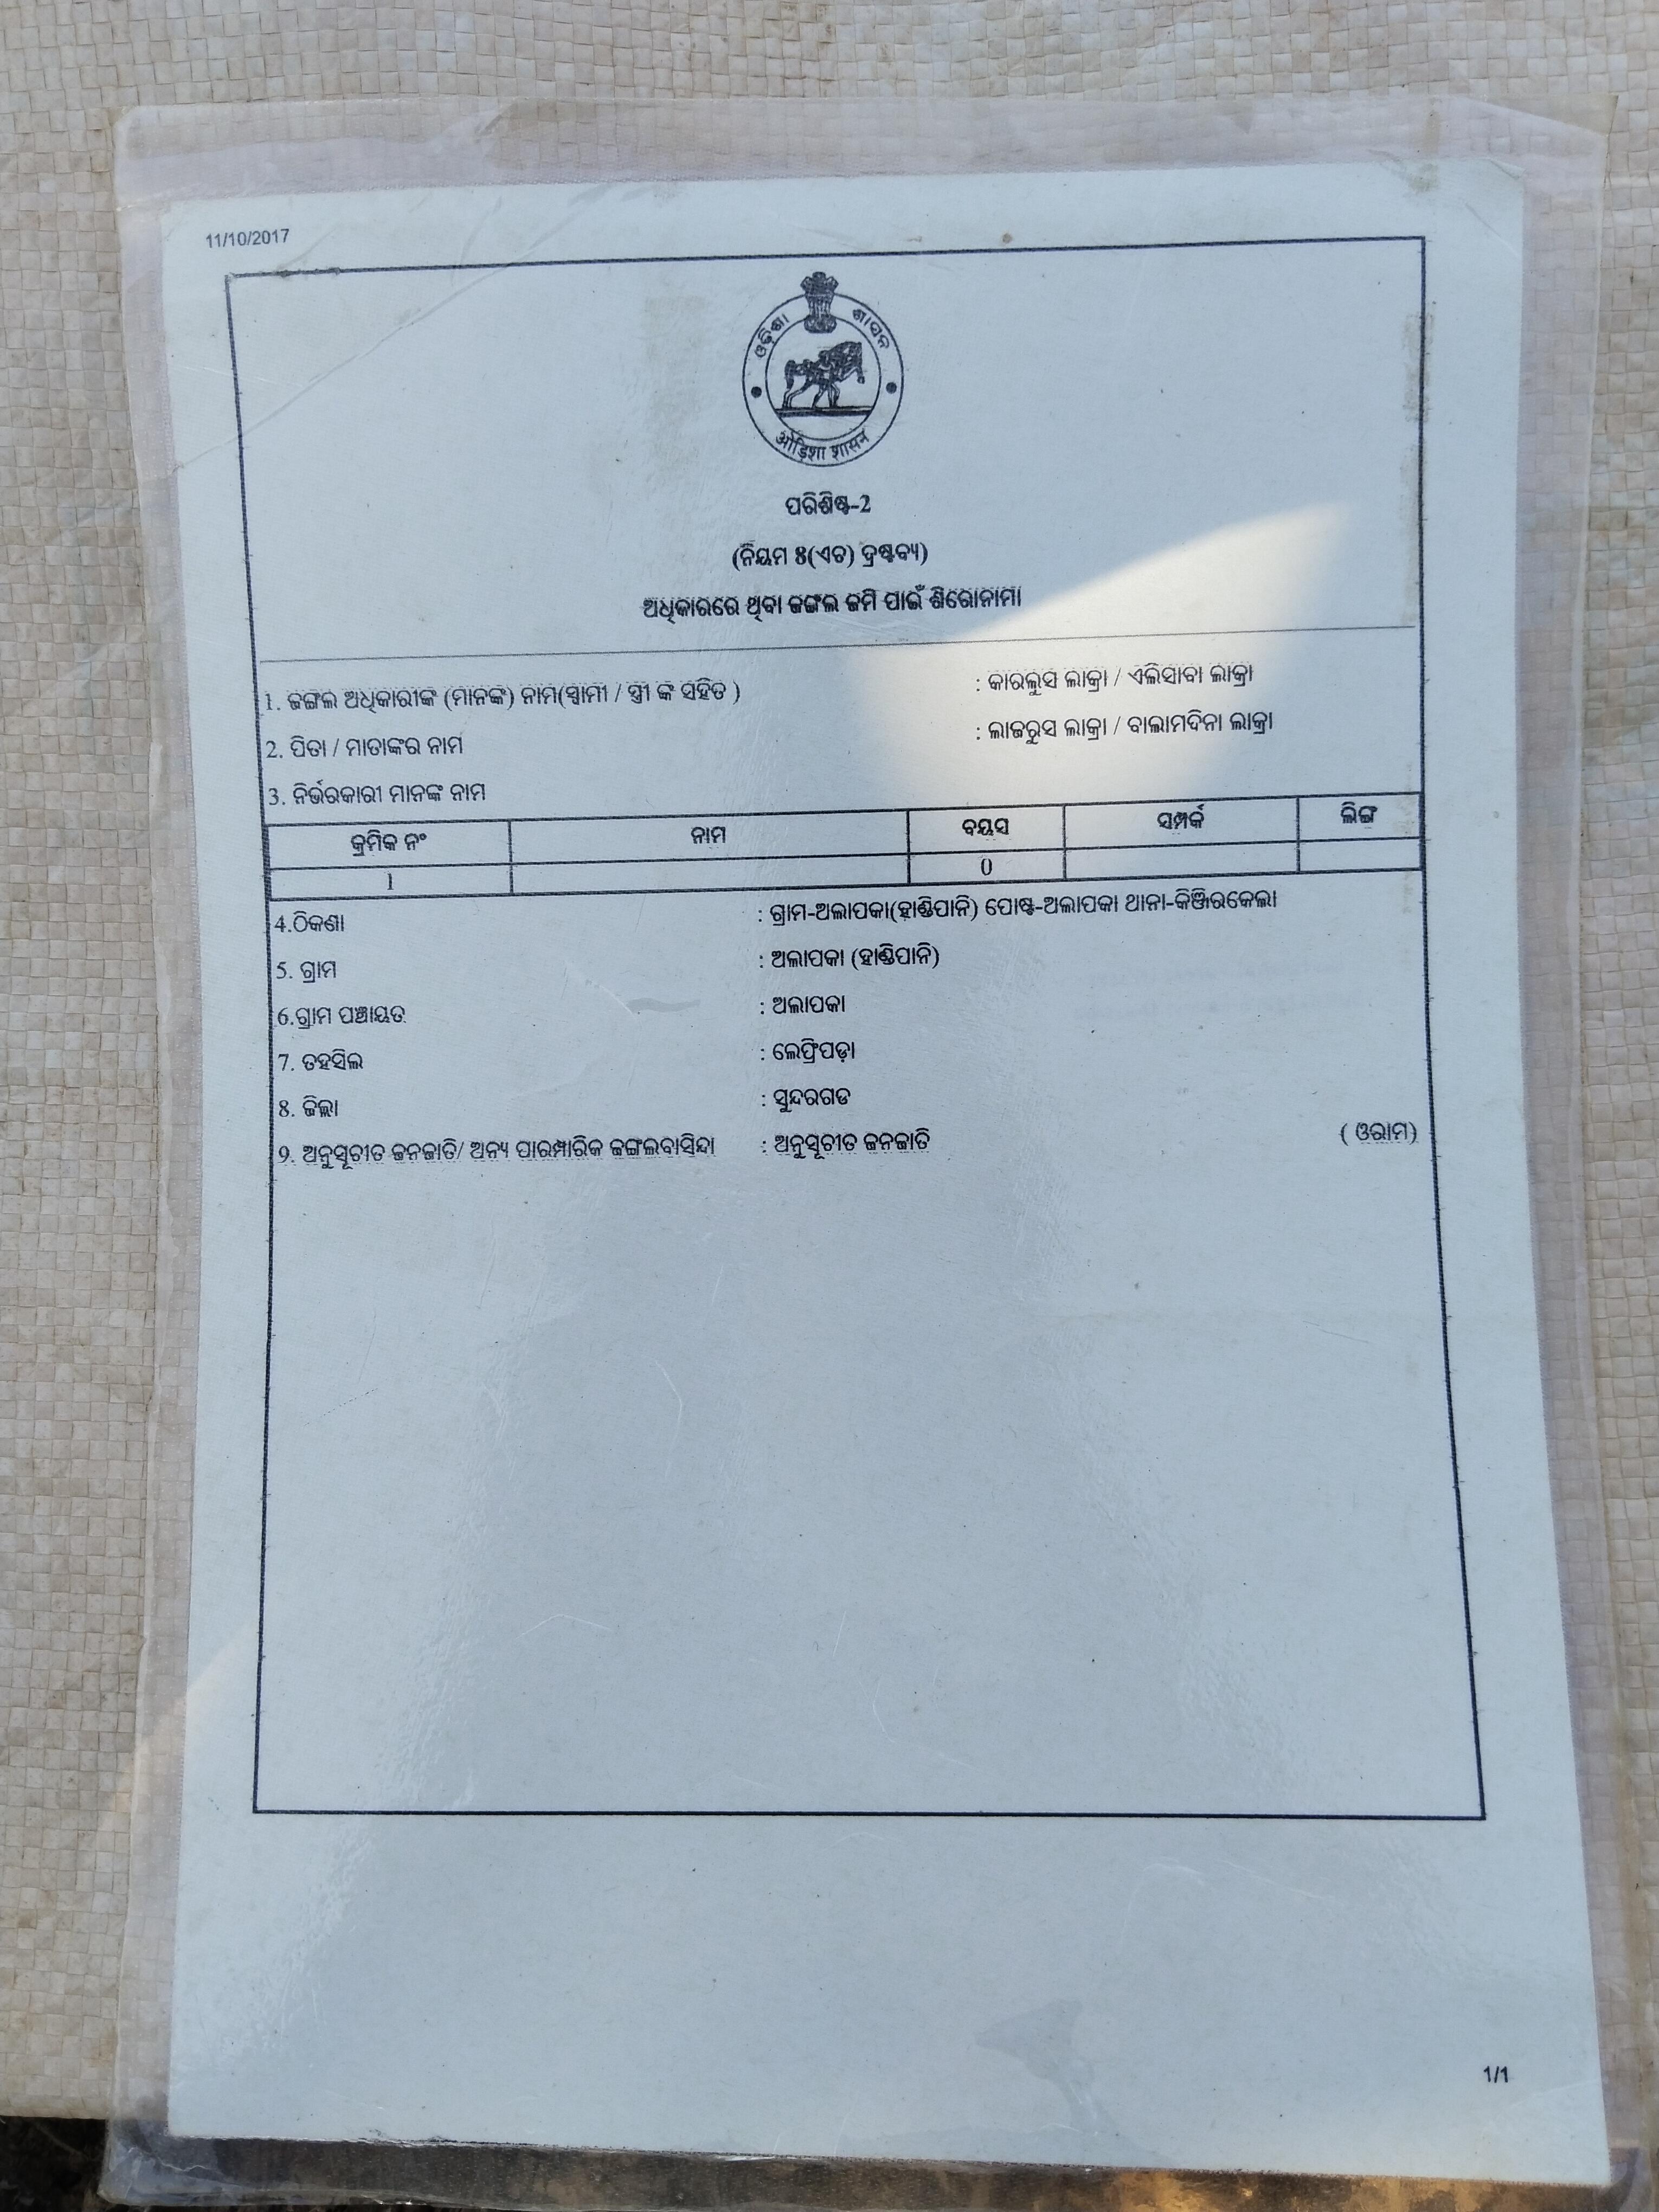 11/10/2017
ଓଡ଼ିଶା ଶାସନ
ओड़िशा शासन
ପରିଶିଷ୍ଟ-2
(ନିୟମ ୫(ଏଚ) ଦ୍ରଷ୍ଟବ୍ୟ)
ଅଧିକାରରେ ଥିବା ଜଙ୍ଗଲ ଜମି ପାଇଁ ଶିରୋନାମା
1. ଜଙ୍ଗଲ ଅଧିକାରୀଙ୍କ (ମାନଙ୍କ) ନାମ(ସ୍ଵାମୀ / ସ୍ତ୍ରୀ ଙ୍କ ସହିତ ) : କାରଲୁସ ଲାକ୍ରା / ଏଲିସାବା ଲାକ୍ରା
2. ପିତା / ମାତାଙ୍କର ନାମ : ଲାଜରୁସ ଲାକ୍ରା / ବାଲାମଦିନା ଲାକ୍ରା
3. ନିର୍ଭରକାରୀ ମାନଙ୍କ ନାମ
କ୍ରମିକ ନଂ ନାମ ବୟସ ସମ୍ପର୍କ ଲିଙ୍ଗ
1 0
4.ଠିକଣା : ଗ୍ରାମ-ଅଲାପକା(ହାଣ୍ଡିପାନି) ପୋଷ୍ଟ-ଅଲାପକା ଥାନା-କିଞ୍ଜିରକେଲା
5. ଗ୍ରାମ : ଅଲାପକା (ହାଣ୍ଡିପାନି)
6.ଗ୍ରାମ ପଞ୍ଚାୟତ : ଅଲାପକା
7. ତହସିଲ : ଲେଫ୍ରିପଡ଼ା
8. ଜିଲ୍ଲା : ସୁନ୍ଦରଗଡ
9. ଅନୁସୂଚୀତ ଜନଜାତି/ ଅନ୍ୟ ପାରମ୍ପାରିକ ଜଙ୍ଗଲବାସିନ୍ଦା : ଅନୁସୂଚୀତ ଜନଜାତି ( ଓରାମ)
1/1